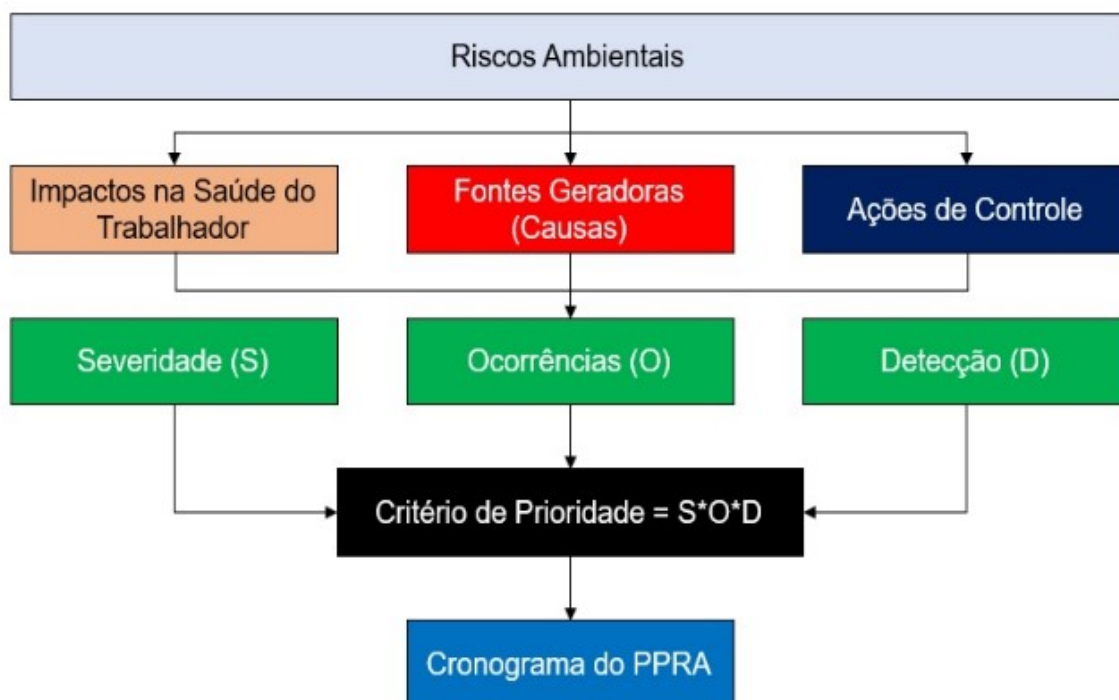 Riscos Ambientais
Impactos na Saúde do
Trabalhador
Fontes Geradoras
(Causas)
Ações de Controle
Severidade (S)
Ocorrências (O)
Detecção (D)
Critério de Prioridade = S*O*D
Cronograma do PPRA